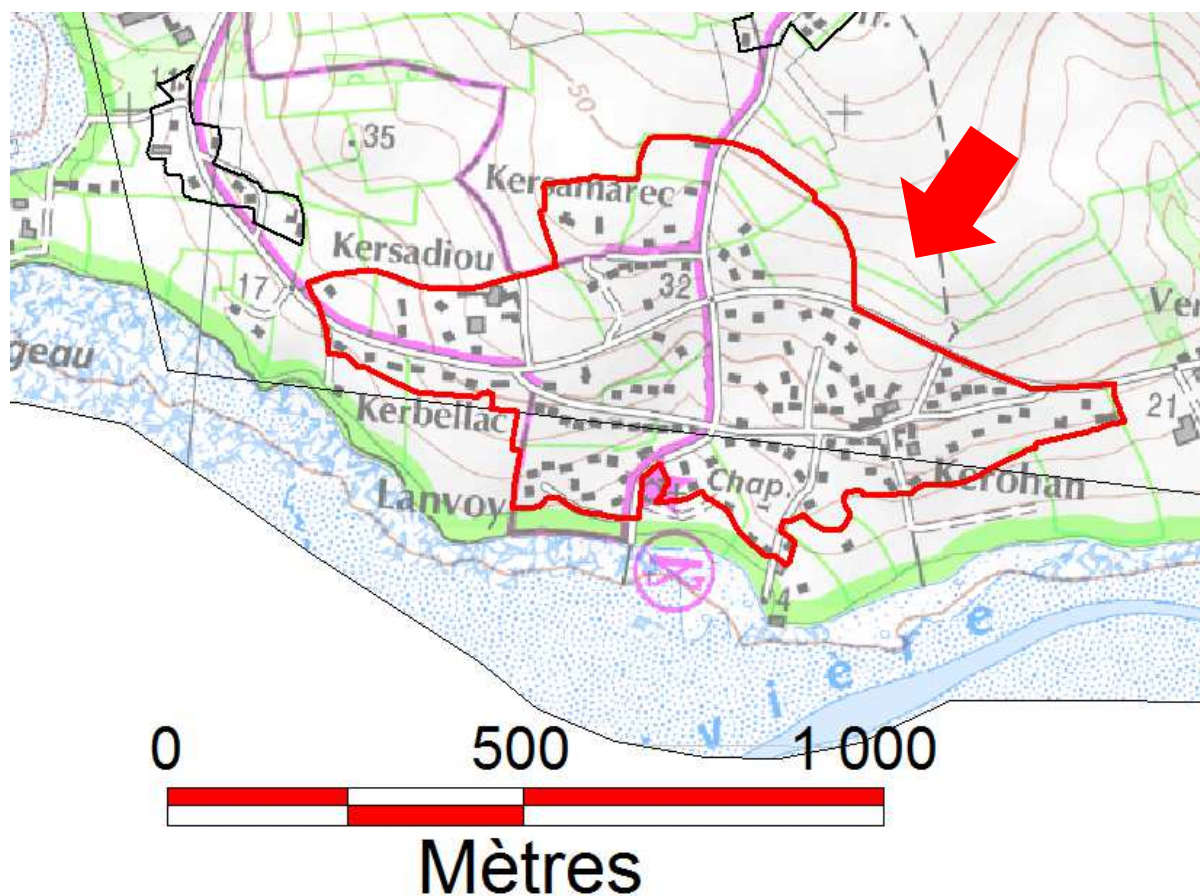 50
35
Kersamarec
Kersadiou
17
32
geau
Kerbellac
21
Chap.
Kerohan
Lanvoy
4
vière
0 500 1 000
Mètres